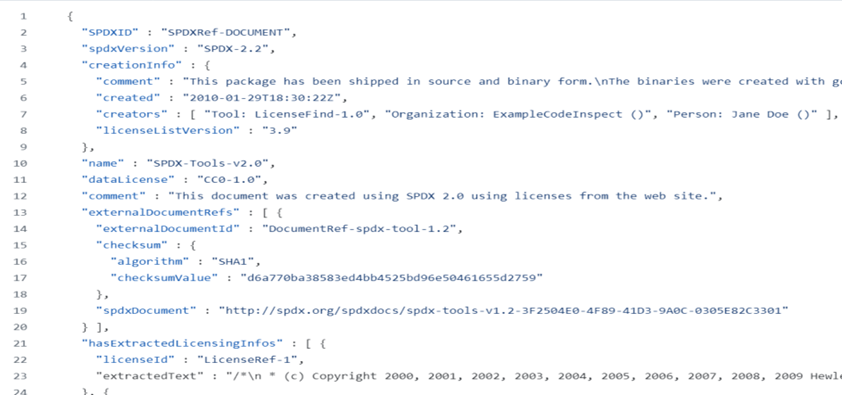 1 {
2 "SPDXID" : "SPDXRef-DOCUMENT",
3 "spdxVersion" : "SPDX-2.2",
4 "creationInfo" : {
5 "comment" : "This package has been shipped in source and binary form.\nThe binaries were created with g
6 "created" : "2010-01-29T18:30:22Z",
7 "creators" : [ "Tool: LicenseFind-1.0", "Organization: ExampleCodeInspect ()", "Person: Jane Doe ()" ],
8 "licenseListVersion" : "3.9"
9 },
10 "name" : "SPDX-Tools-v2.0",
11 "dataLicense" : "CC0-1.0",
12 "comment" : "This document was created using SPDX 2.0 using licenses from the web site.",
13 "externalDocumentRefs" : [ {
14 "externalDocumentId" : "DocumentRef-spdx-tool-1.2",
15 "checksum" : {
16 "algorithm" : "SHA1",
17 "checksumValue" : "d6a770ba38583ed4bb4525bd96e50461655d2759"
18 },
19 "spdxDocument" : "http://spdx.org/spdxdocs/spdx-tools-v1.2-3F2504E0-4F89-41D3-9A0C-0305E82C3301"
20 } ],
21 "hasExtractedLicensingInfos" : [ {
22 "licenseId" : "LicenseRef-1",
23 "extractedText" : "/*\n * (c) Copyright 2000, 2001, 2002, 2003, 2004, 2005, 2006, 2007, 2008, 2009 Hewl
24 }, {